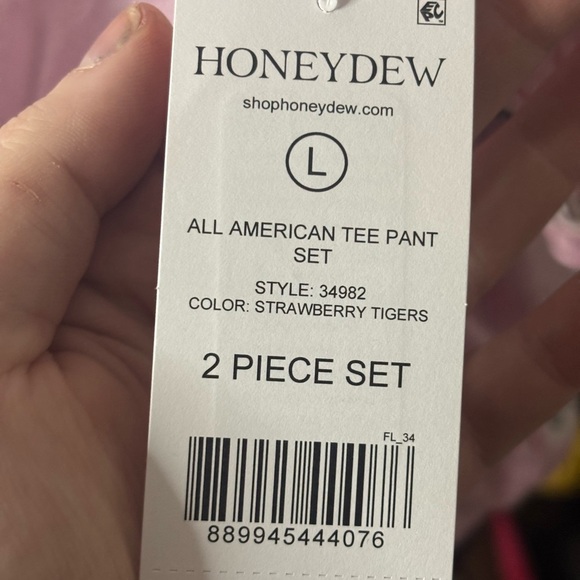 HONEYDEW
shophoneydew.com
L
ALL AMERICAN TEE PANT
SET
STYLE: 34982
COLOR: STRAWBERRY TIGERS
2 PIECE SET
FL_34
889945444076